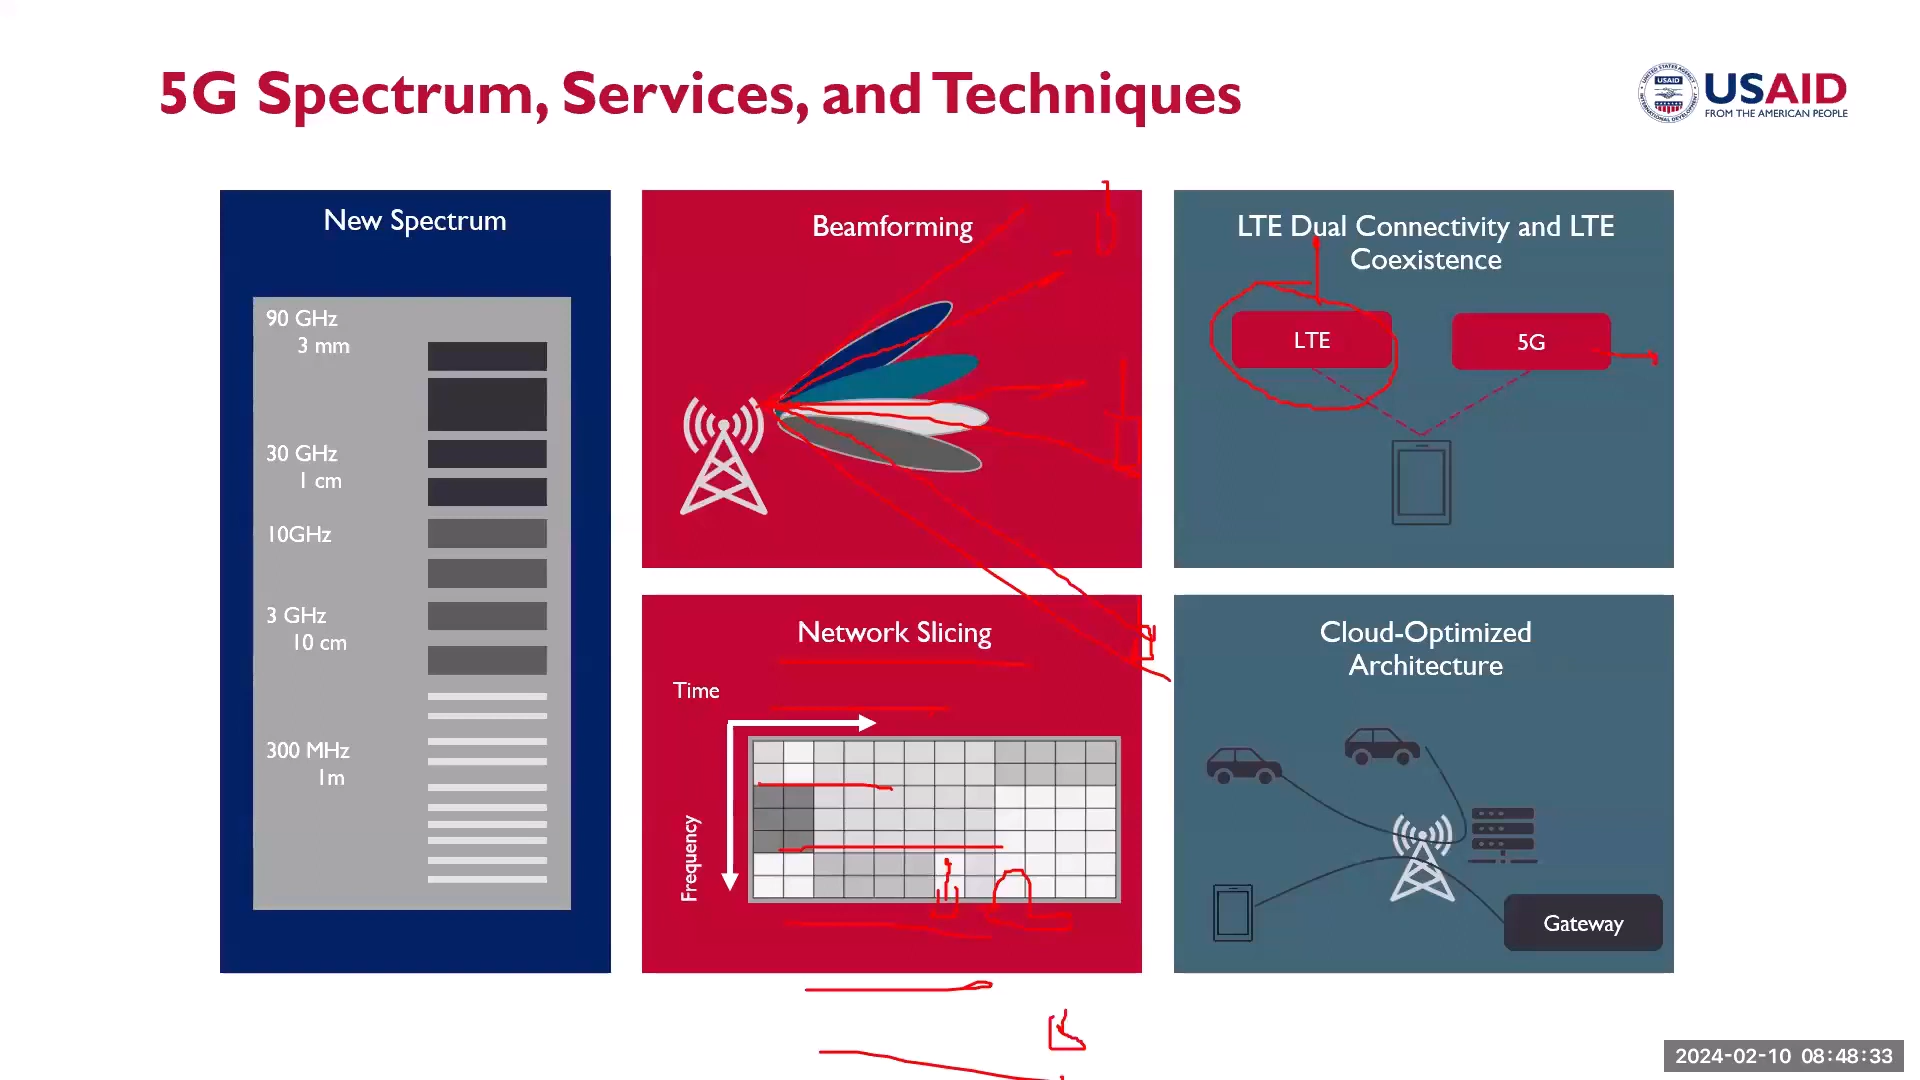 5G Spectrum, Services, and Techniques
USAID
USAID
FROM THE AMERICAN PEOPLE
New Spectrum
90 GHz
3 mm
30 GHz
1 cm
10GHz
3 GHz
10 cm
300 MHz
1m
Beamforming
LTE Dual Connectivity and LTE
Coexistence
LTE
5G
Network Slicing
Time
Frequency
Cloud-Optimized
Architecture
Gateway
2024-02-10 08:48:33